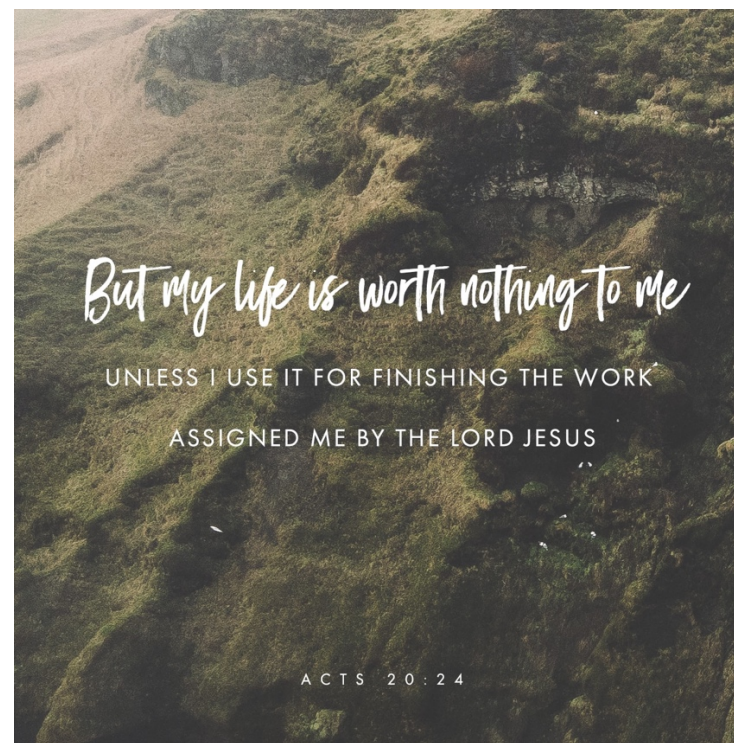 But my life is worth nothing to me
UNLESS I USE IT FOR FINISHING THE WORK
ASSIGNED ME BY THE LORD JESUS
ACTS 20:24